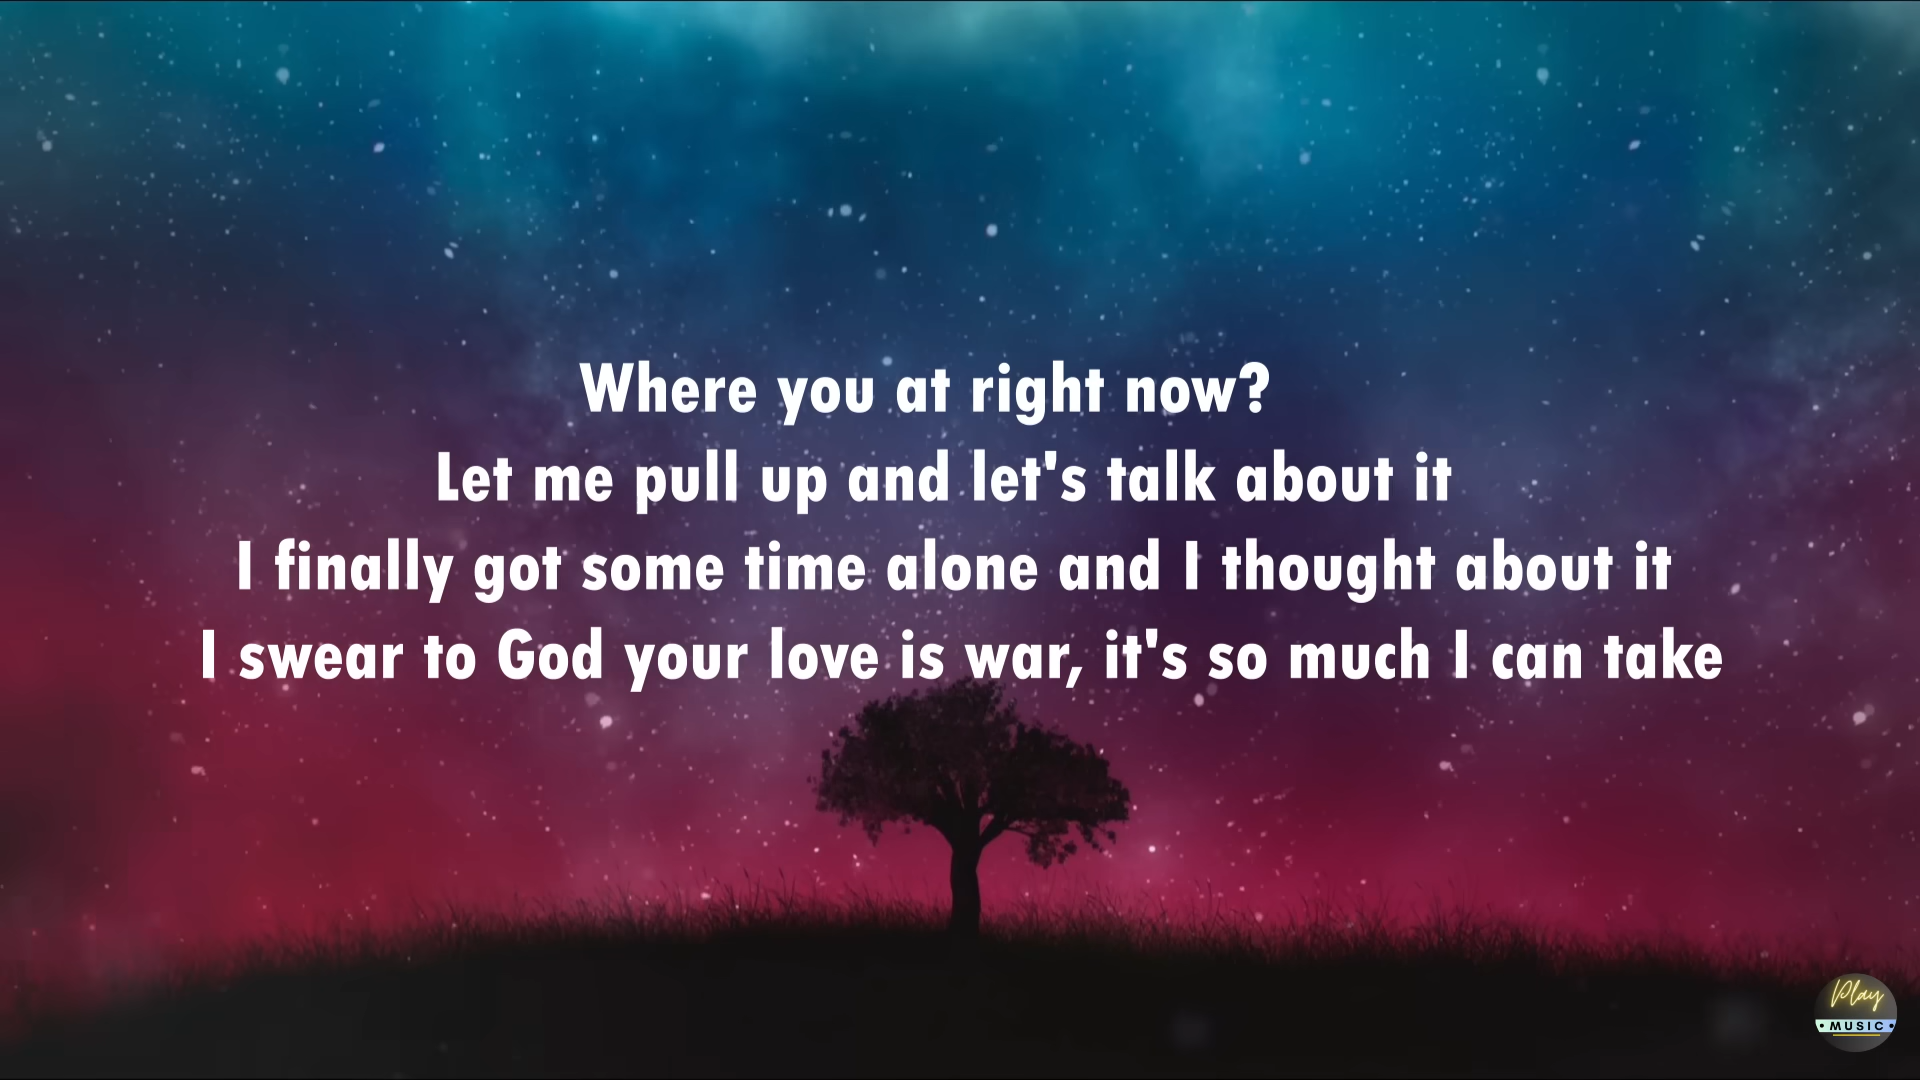 Where you at right now?
Let me pull up and let's talk about it
I finally got some time alone and I thought about it
I swear to God your love is war, it's so much I can take
Play
• MUSIC •